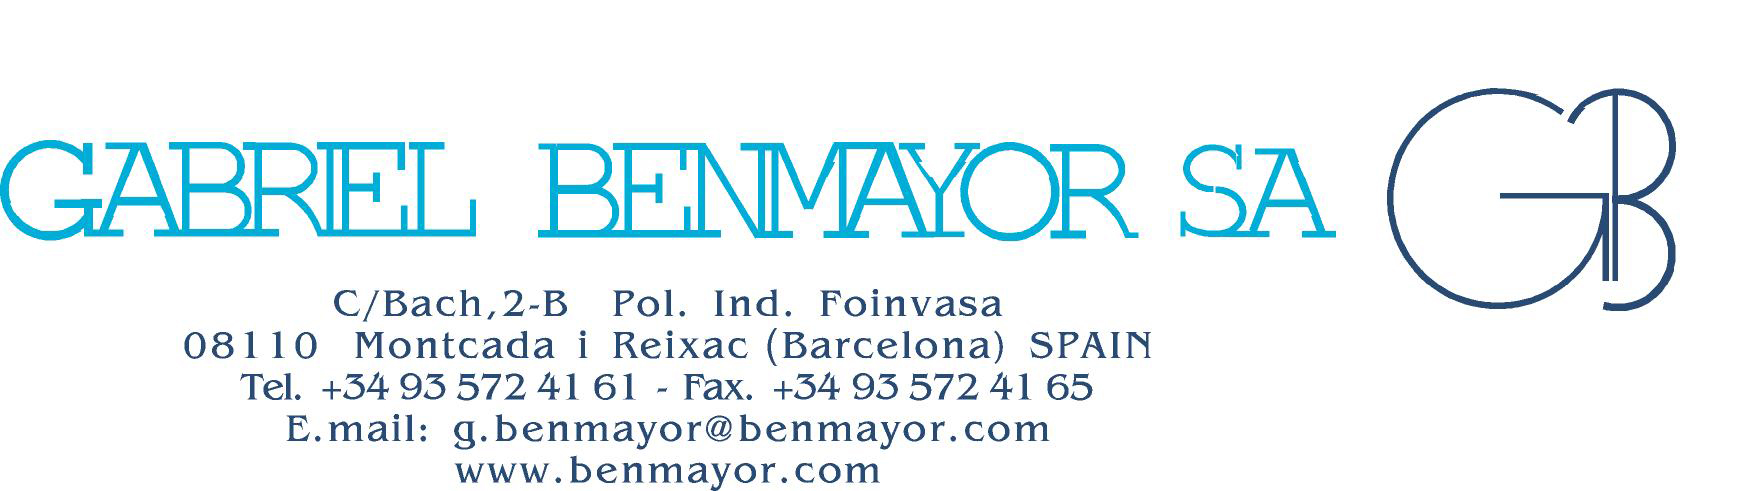 GABRIEL BENMAYOR SA
GB
C/Bach,2-B Pol. Ind. Foinvasa
08110 Montcada i Reixac (Barcelona) SPAIN
Tel. +34 93 572 41 61 - Fax. +34 93 572 41 65
E.mail: g.benmayor@benmayor.com
www.benmayor.com